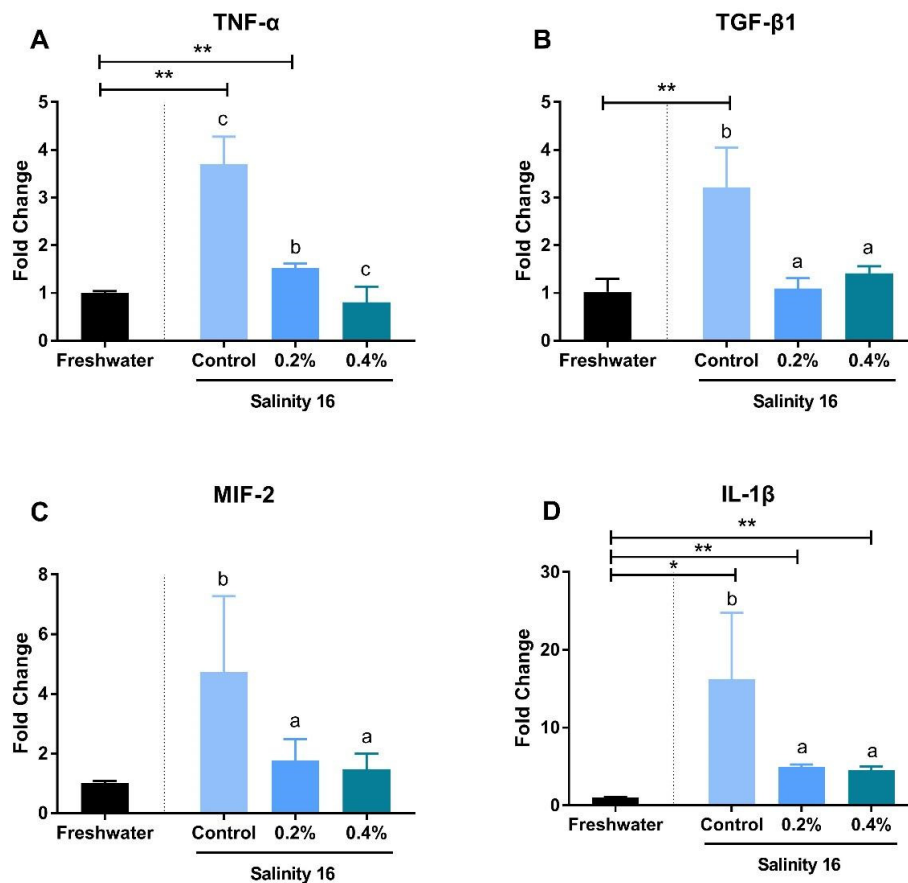 A
TNF-α
**
**
Fold Change
5
4
3
2
1
0
c
b
c
Freshwater
Control
0.2%
0.4%
Salinity 16
B
TGF-β1
**
Fold Change
5
4
3
2
1
0
b
a
a
Freshwater
Control
0.2%
0.4%
Salinity 16
C
MIF-2
Fold Change
8
6
4
2
0
b
a
a
Freshwater
Control
0.2%
0.4%
Salinity 16
D
IL-1β
**
**
*
Fold Change
30
20
10
0
b
a
a
Freshwater
Control
0.2%
0.4%
Salinity 16